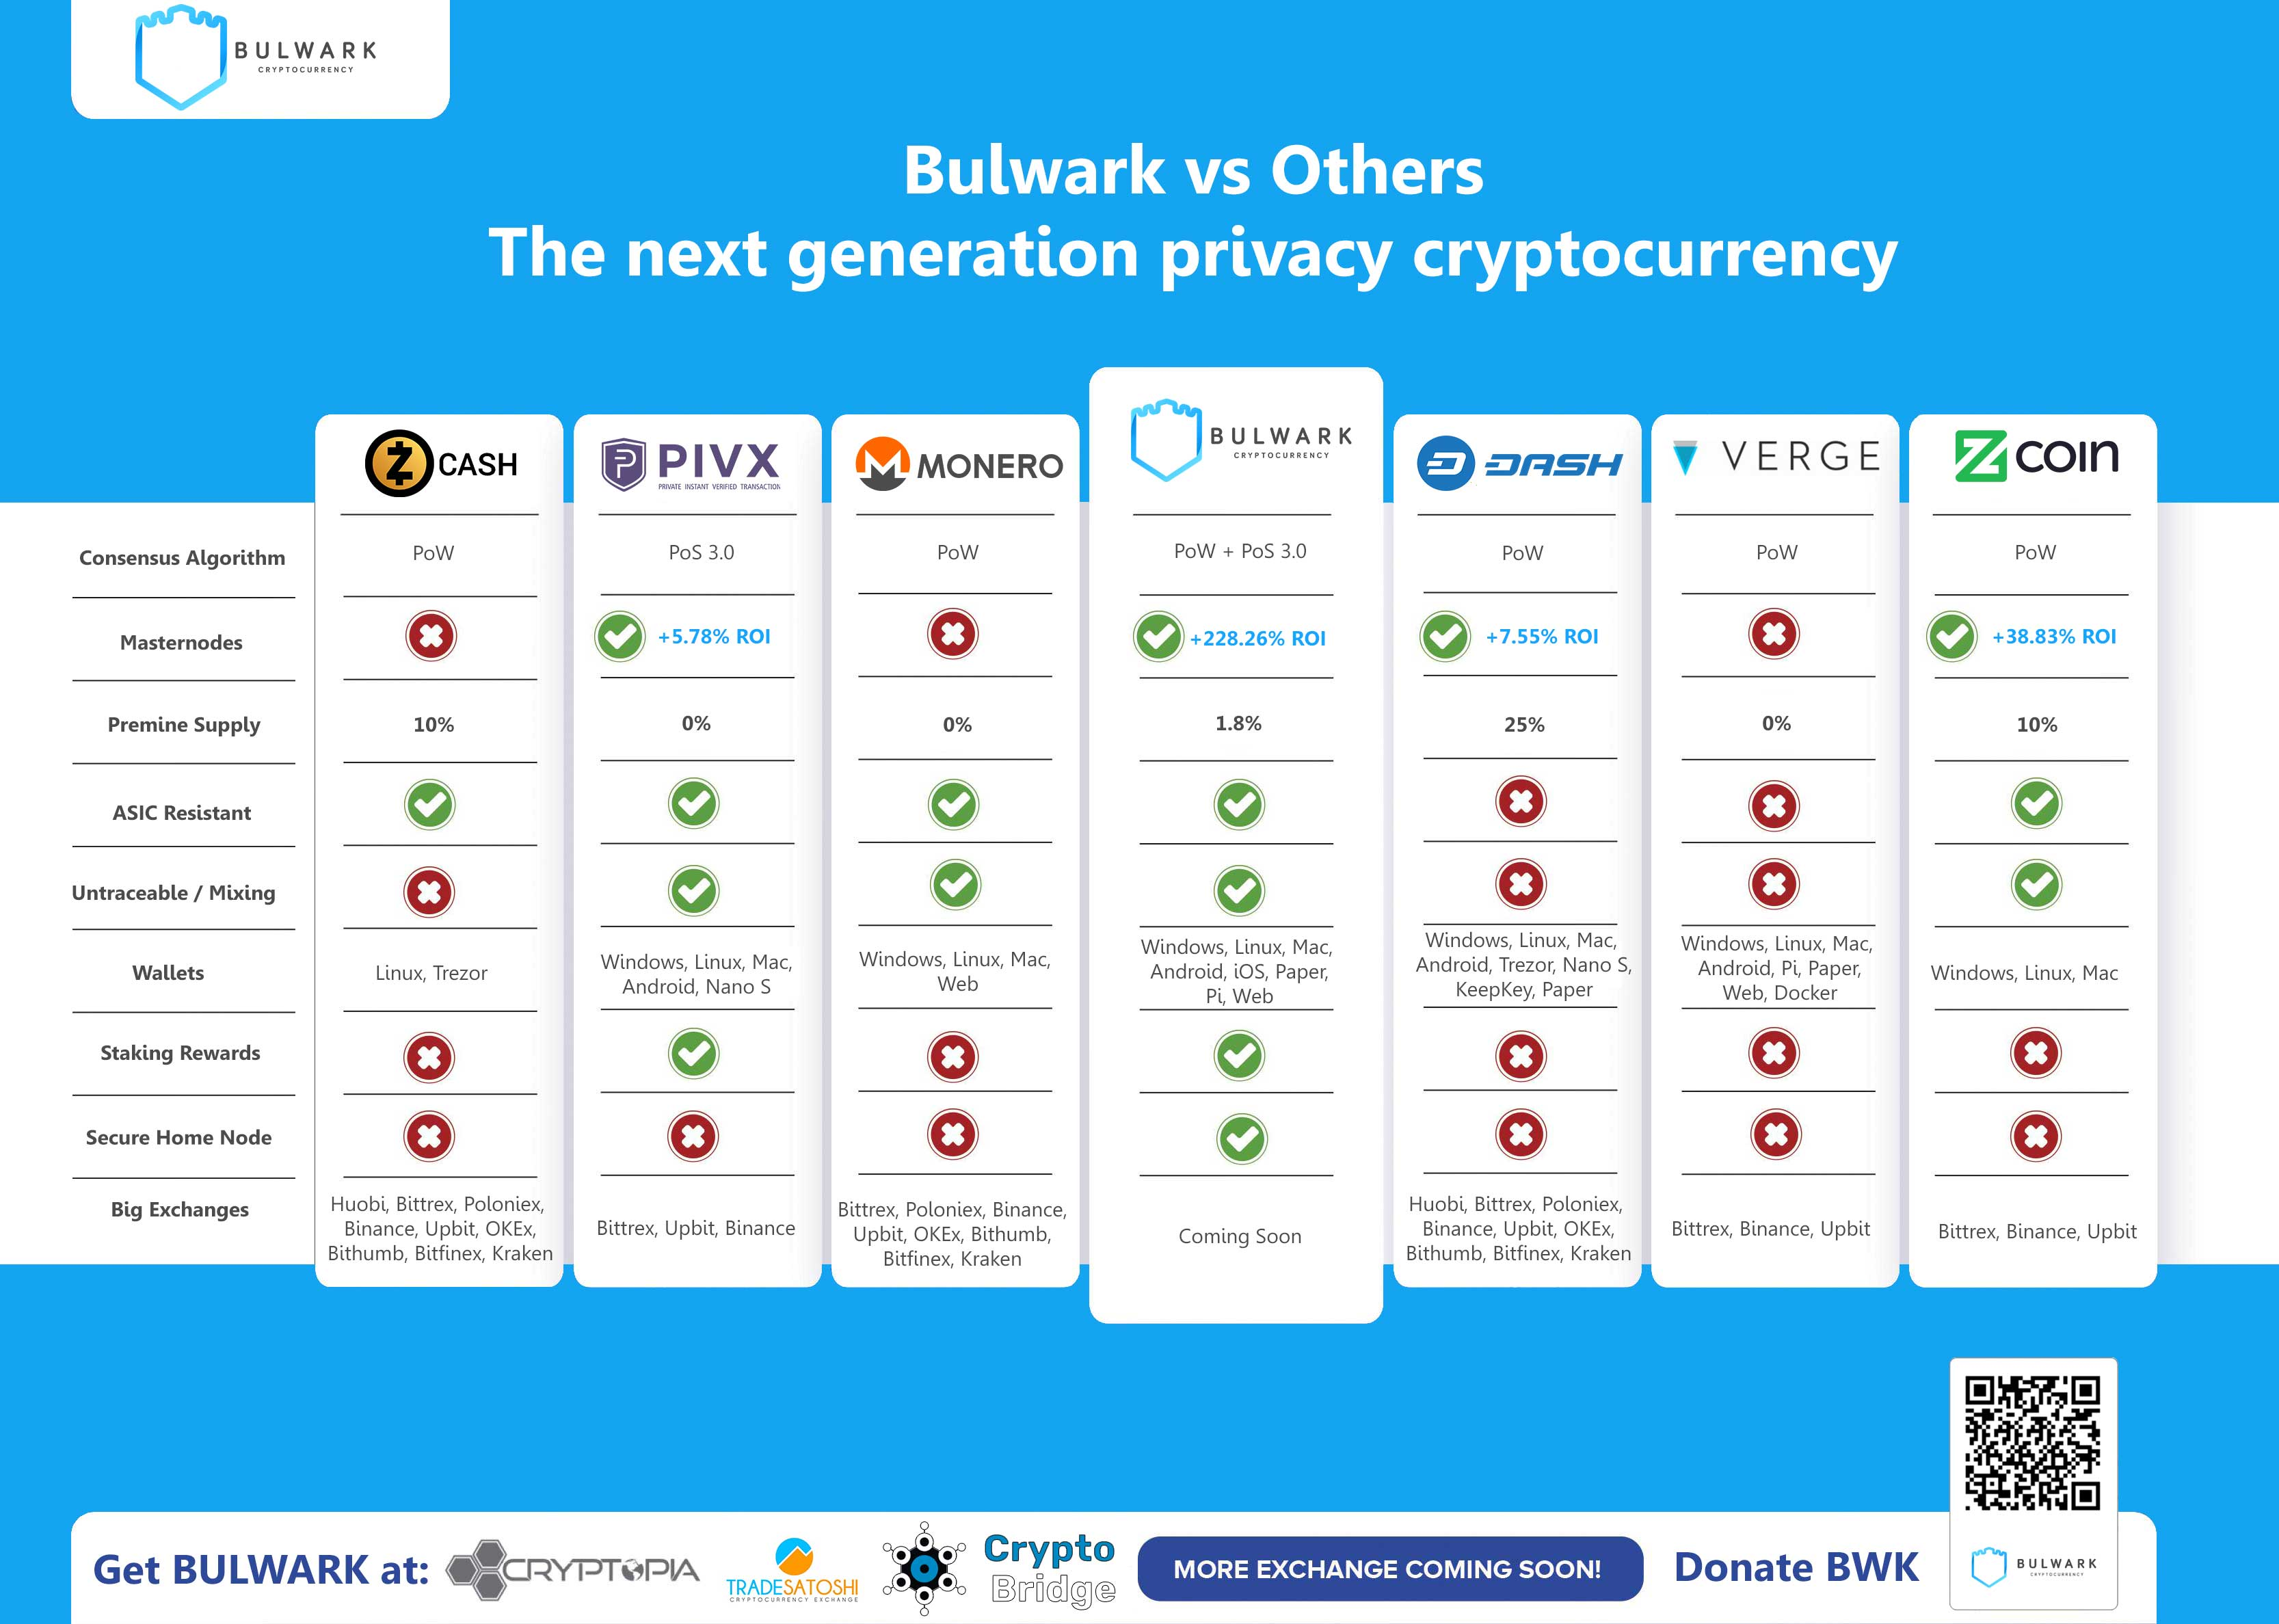 BULWARK
CRYPTOCURRENCY
Bulwark vs Others
The next generation privacy cryptocurrency
CASH
PIVX
PRIVATE INSTANT VERIFIED TRANSACTION
MONERO
BULWARK
CRYPTOCURRENCY
DASH
VERGE
Z COIN
Consensus Algorithm
PoW
PoS 3.0
PoW
PoW + PoS 3.0
PoW
PoW
PoW
Masternodes
+5.78% ROI
+228.26% ROI
+7.55% ROI
+38.83% ROI
Premine Supply
10%
0%
0%
1.8%
25%
0%
10%
ASIC Resistant
Untraceable / Mixing
Wallets
Linux, Trezor
Windows, Linux, Mac,
Android, Nano S
Windows, Linux, Mac,
Web
Windows, Linux, Mac,
Android, iOS, Paper,
Pi, Web
Windows, Linux, Mac,
Android, Trezor, Nano S,
KeepKey, Paper
Windows, Linux, Mac,
Android, Pi, Paper,
Web, Docker
Windows, Linux, Mac
Staking Rewards
Secure Home Node
Big Exchanges
Huobi, Bittrex, Poloniex,
Binance, Upbit, OKEx,
Bithumb, Bitfinex, Kraken
Bittrex, Upbit, Binance
Bittrex, Poloniex, Binance,
Upbit, OKEx, Bithumb,
Bitfinex, Kraken
Coming Soon
Huobi, Bittrex, Poloniex,
Binance, Upbit, OKEx,
Bithumb, Bitfinex, Kraken
Bittrex, Binance, Upbit
Bittrex, Binance, Upbit
Get BULWARK at:
CRYPTOPIA
TRADESATOSHI
CRYPTOCURRENCY EXCHANGE
Crypto
Bridge
MORE EXCHANGE COMING SOON!
Donate BWK
BULWARK
CRYPTOCURRENCY